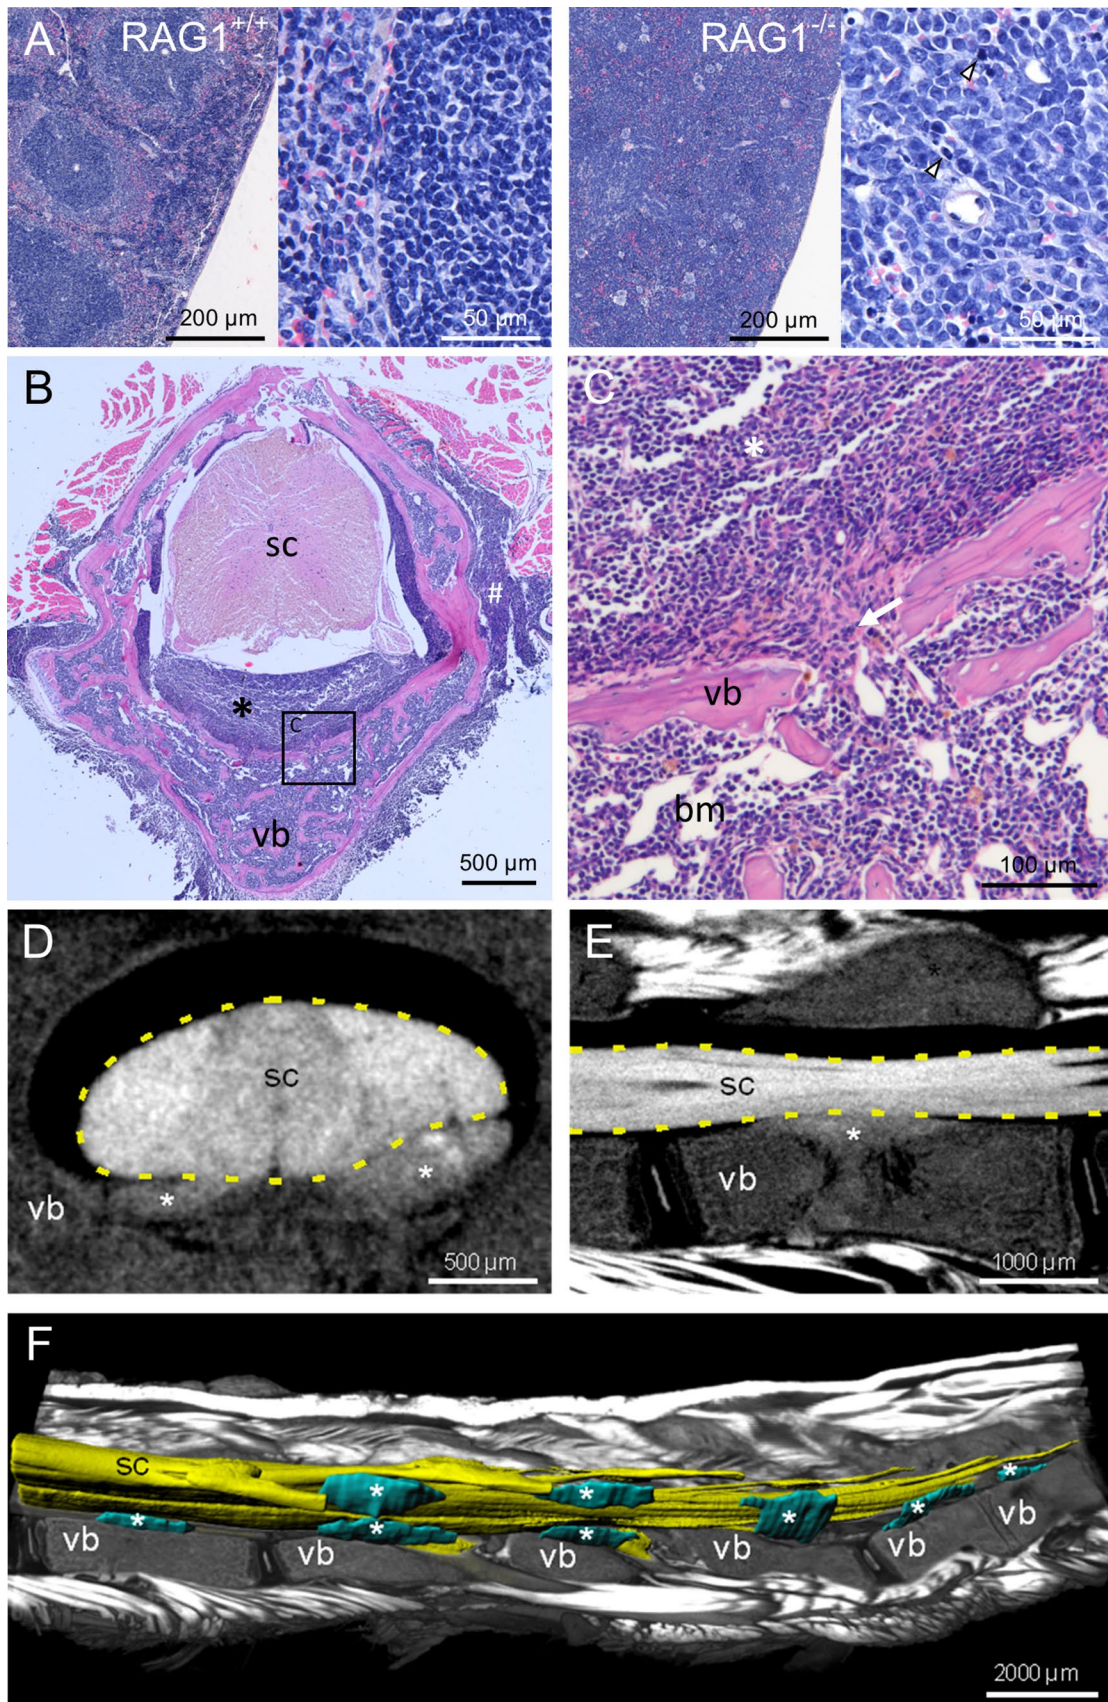 A RAG1+/+ RAG1-/-
200 µm 50 µm 200 µm 50 µm
B C
sc *
#
* C vb
vb bm
500 µm 100 µm
D E
sc *
sc
* * *
vb vb
500 µm 1000 µm
F
sc
* * *
* * * * *
vb vb vb vb vb vb
2000 µm